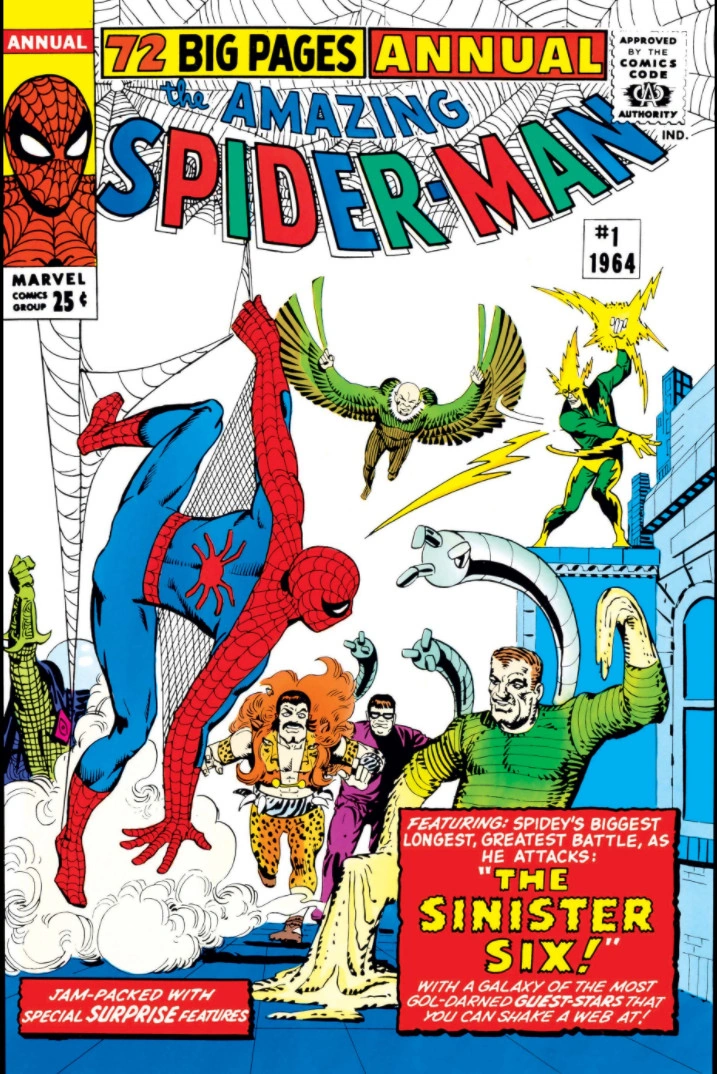 ANNUAL
72 BIG PAGES ANNUAL
APPROVED
BY THE
COMICS
CODE
CA
AUTHORITY
the AMAZING
SPIDER-MAN
IND.
#1
1964
MARVEL
COMICS
GROUP 25¢
FEATURING: SPIDEY'S BIGGEST
LONGEST, GREATEST BATTLE, AS
HE ATTACKS:
"THE
SINISTER
SIX!"
WITH A GALAXY OF THE MOST
GOL-DARNED GUEST-STARS THAT
YOU CAN SHAKE A WEB AT!
JAM-PACKED WITH
SPECIAL SURPRISE FEATURES